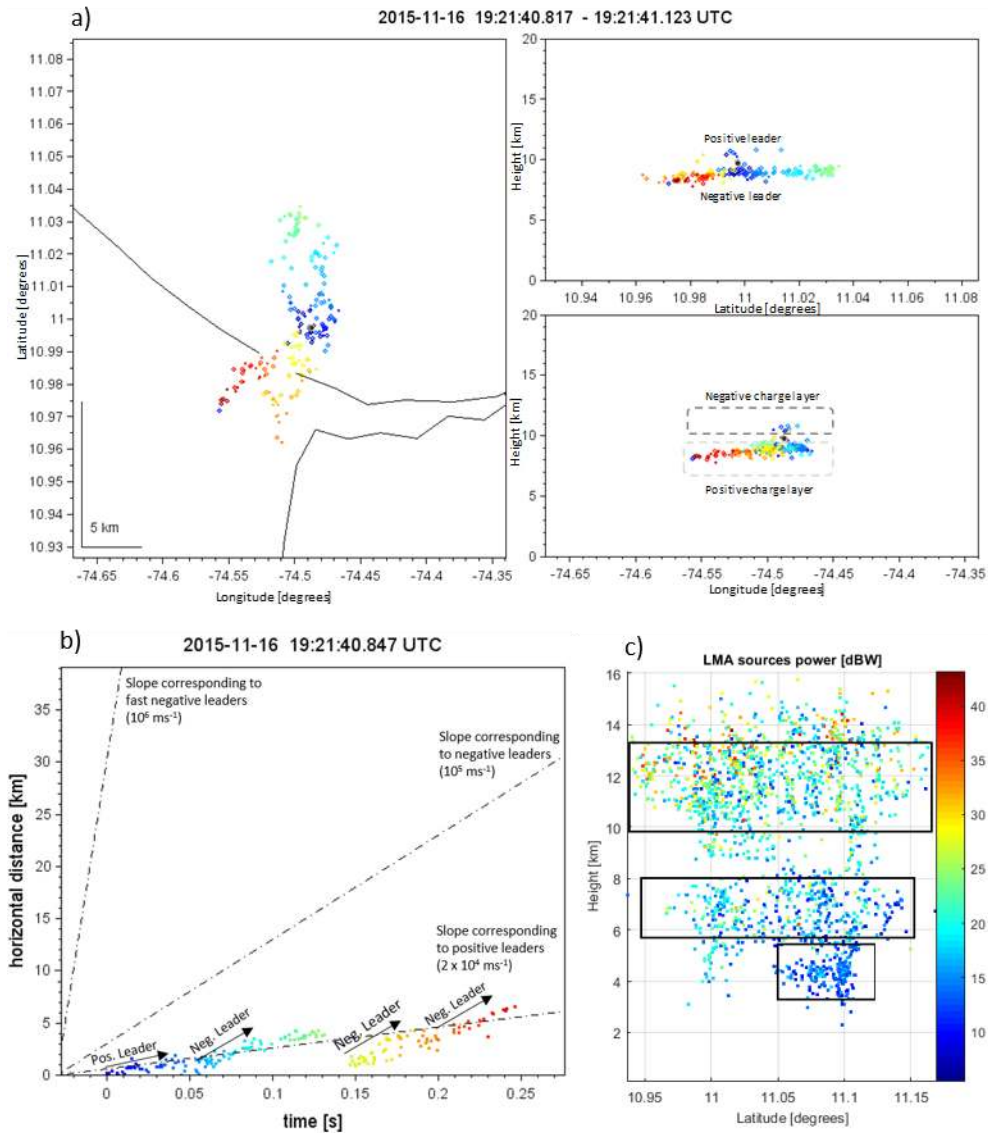 a)
2015-11-16 19:21:40.817 - 19:21:41.123 UTC
11.08
11.07
11.06
11.05
11.04
11.03
11.02
11.01
11
10.99
10.98
10.97
10.96
10.95
10.94
10.93
Latitude [degrees]
5 km
-74.65
-74.6
-74.55
-74.5
-74.45
-74.4
-74.35
Longitude [degrees]
20
15
10
5
0
Height [km]
Positive leader
Negative leader
10.94
10.96
10.98
11
11.02
11.04
11.06
11.08
Latitude [degrees]
20
15
10
5
0
Height [km]
Negative charge layer
Positive charge layer
-74.65
-74.6
-74.55
-74.5
-74.45
-74.4
-74.35
Longitude [degrees]
b)
2015-11-16 19:21:40.847 UTC
35
30
25
20
15
10
5
0
horizontal distance [km]
Slope corresponding to
fast negative leaders
(10⁶ ms⁻¹)
Slope corresponding
to negative leaders
(10⁵ ms⁻¹)
Slope corresponding
to positive leaders
(2 x 10⁴ ms⁻¹)
Pos. Leader
Neg. Leader
Neg. Leader
Neg. Leader
0
0.05
0.1
0.15
0.2
0.25
time [s]
c)
LMA sources power [dBW]
16
14
12
10
8
6
4
2
Height [km]
10.95
11
11.05
11.1
11.15
Latitude [degrees]
40
35
30
25
20
15
10